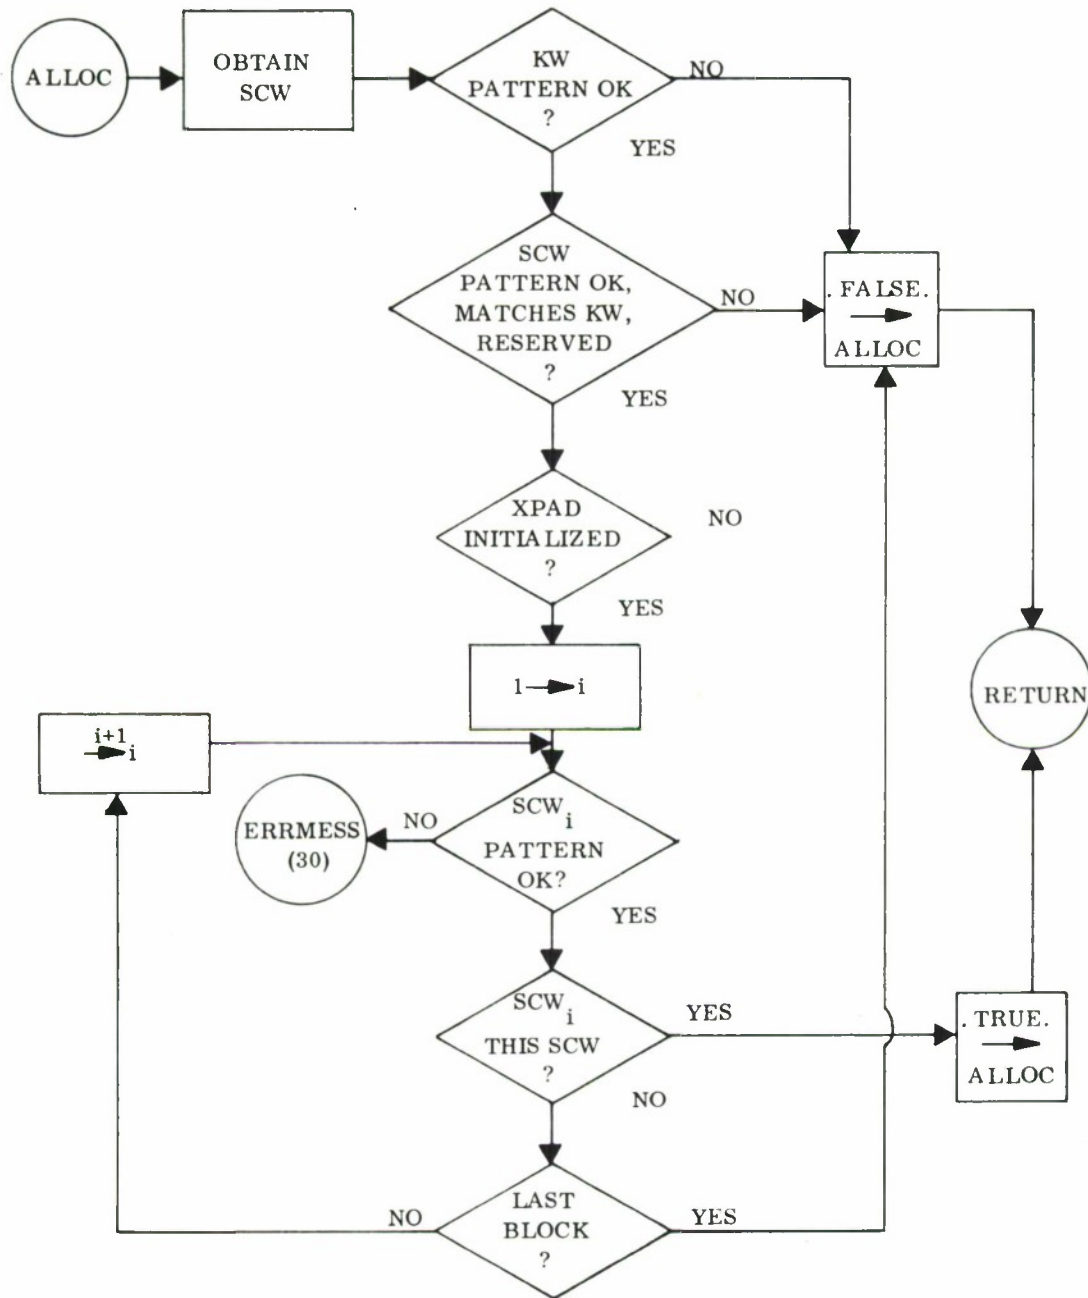 ALLOC
OBTAIN
SCW
KW
PATTERN OK
?
NO
YES
SCW
PATTERN OK,
MATCHES KW,
RESERVED
?
NO
YES
. FALSE.
ALLOC
XPAD
INITIALIZED
?
NO
YES
1 → i
RETURN
i+1
→ i
SCW i
PATTERN
OK?
NO
YES
ERRMESS
(30)
SCW i
THIS SCW
?
YES
NO
. TRUE.
ALLOC
LAST
BLOCK
?
NO
YES